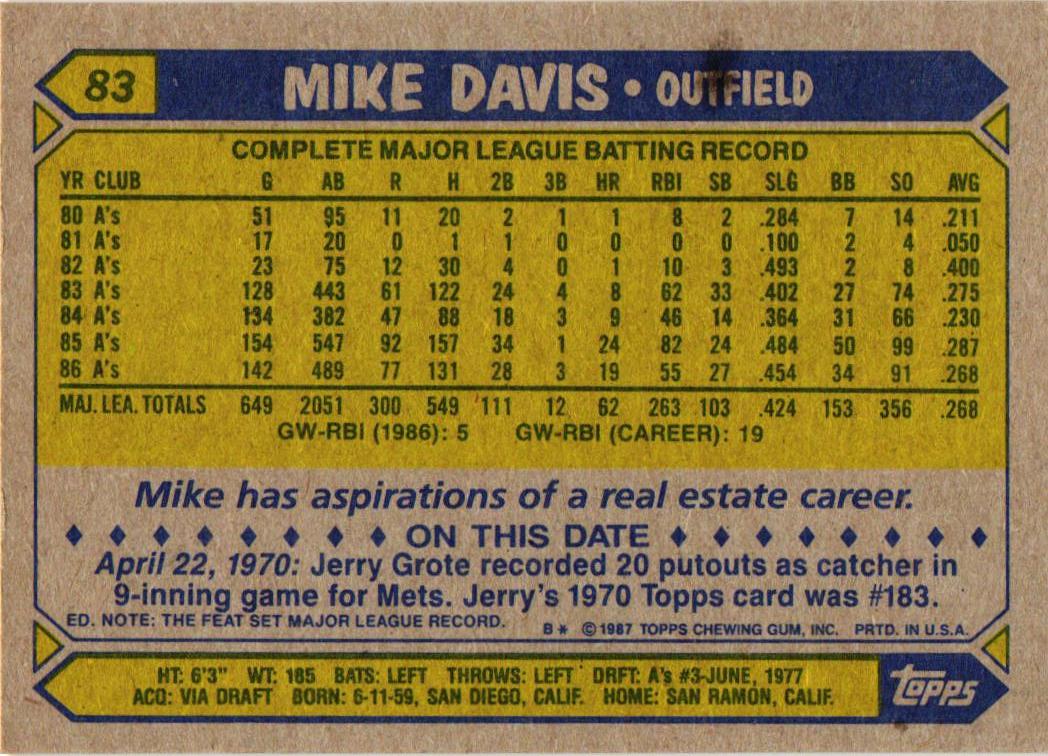 83 MIKE DAVIS • OUTFIELD
COMPLETE MAJOR LEAGUE BATTING RECORD
YR CLUB G AB R H 2B 3B HR RBI SB SLG BB SO AVG
80 A's 51 95 11 20 2 1 1 8 2 .284 7 14 .211
81 A's 17 20 0 1 1 0 0 0 0 .100 2 4 .050
82 A's 23 75 12 30 4 0 1 10 3 .493 2 8 .400
83 A's 128 443 61 122 24 4 8 62 33 .402 27 74 .275
84 A's 134 382 47 88 18 3 9 46 14 .364 31 66 .230
85 A's 154 547 92 157 34 1 24 82 24 .484 50 99 .287
86 A's 142 489 77 131 28 3 19 55 27 .454 34 91 .268
MAJ. LEA. TOTALS 649 2051 300 549 111 12 62 263 103 .424 153 356 .268
GW-RBI (1986): 5 GW-RBI (CAREER): 19
Mike has aspirations of a real estate career.
ON THIS DATE
April 22, 1970: Jerry Grote recorded 20 putouts as catcher in
9-inning game for Mets. Jerry's 1970 Topps card was #183.
ED. NOTE: THE FEAT SET MAJOR LEAGUE RECORD. B* © 1987 TOPPS CHEWING GUM, INC. PRTD. IN U.S.A.
HT: 6'3" WT: 185 BATS: LEFT THROWS: LEFT DRFT: A's #3-JUNE, 1977
ACQ: VIA DRAFT BORN: 6-11-59, SAN DIEGO, CALIF. HOME: SAN RAMON, CALIF.
topps